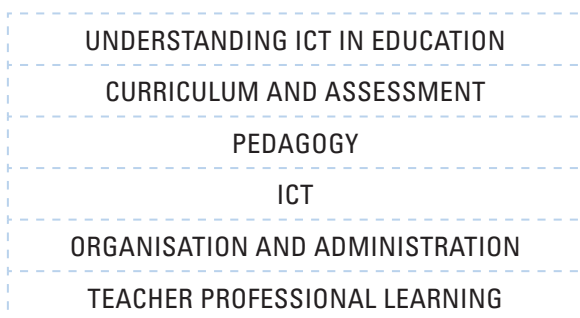 UNDERSTANDING ICT IN EDUCATION
CURRICULUM AND ASSESSMENT
PEDAGOGY
ICT
ORGANISATION AND ADMINISTRATION
TEACHER PROFESSIONAL LEARNING